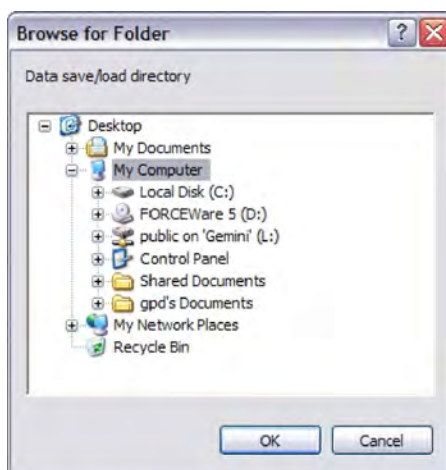 Browse for Folder
Data save/load directory
Desktop
My Documents
My Computer
Local Disk (C:)
FORCEWare 5 (D:)
public on 'Gemini' (L:)
Control Panel
Shared Documents
gpd's Documents
My Network Places
Recycle Bin
OK Cancel